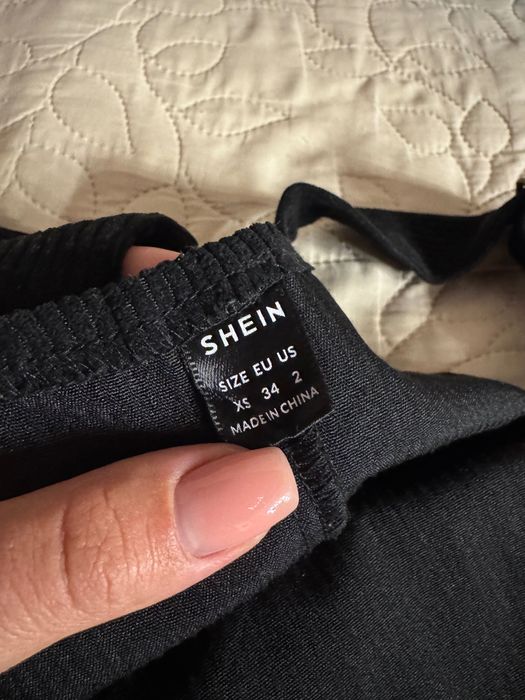 SHEIN
SIZE EU US
XS 34 2
MADE IN CHINA